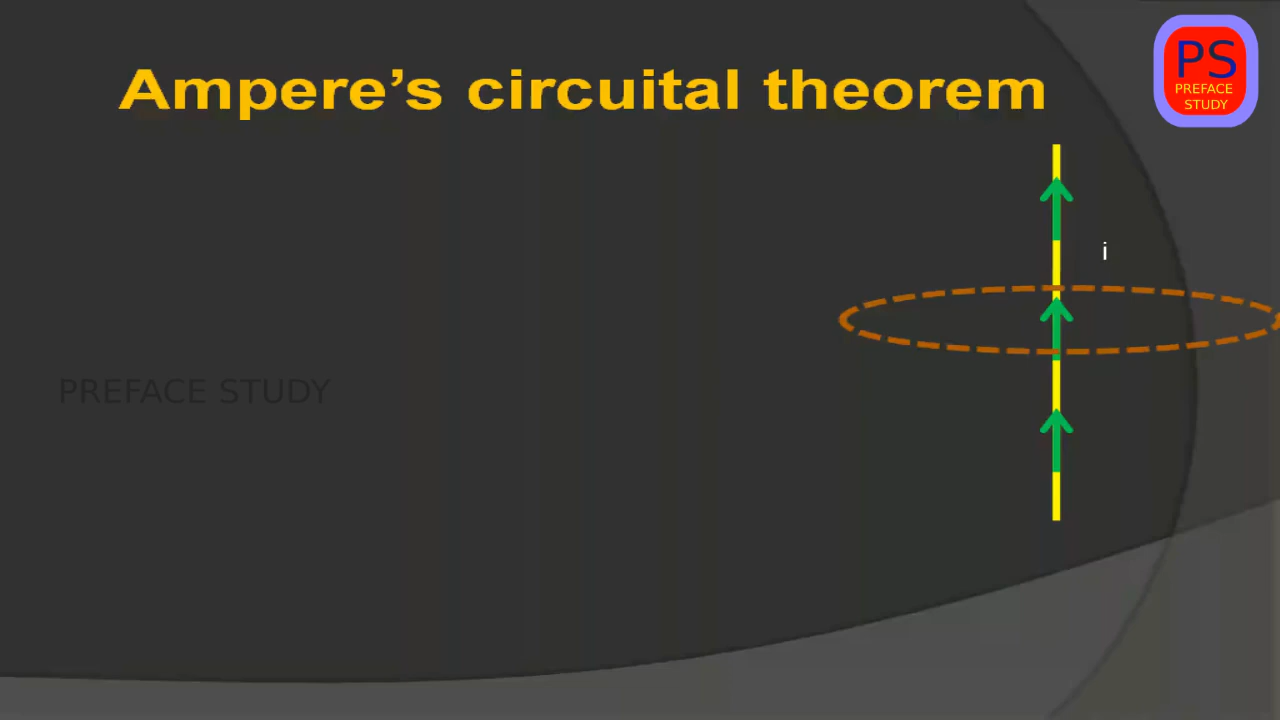 Ampere’s circuital theorem
PS
PREFACE
STUDY
i
PREFACE STUDY